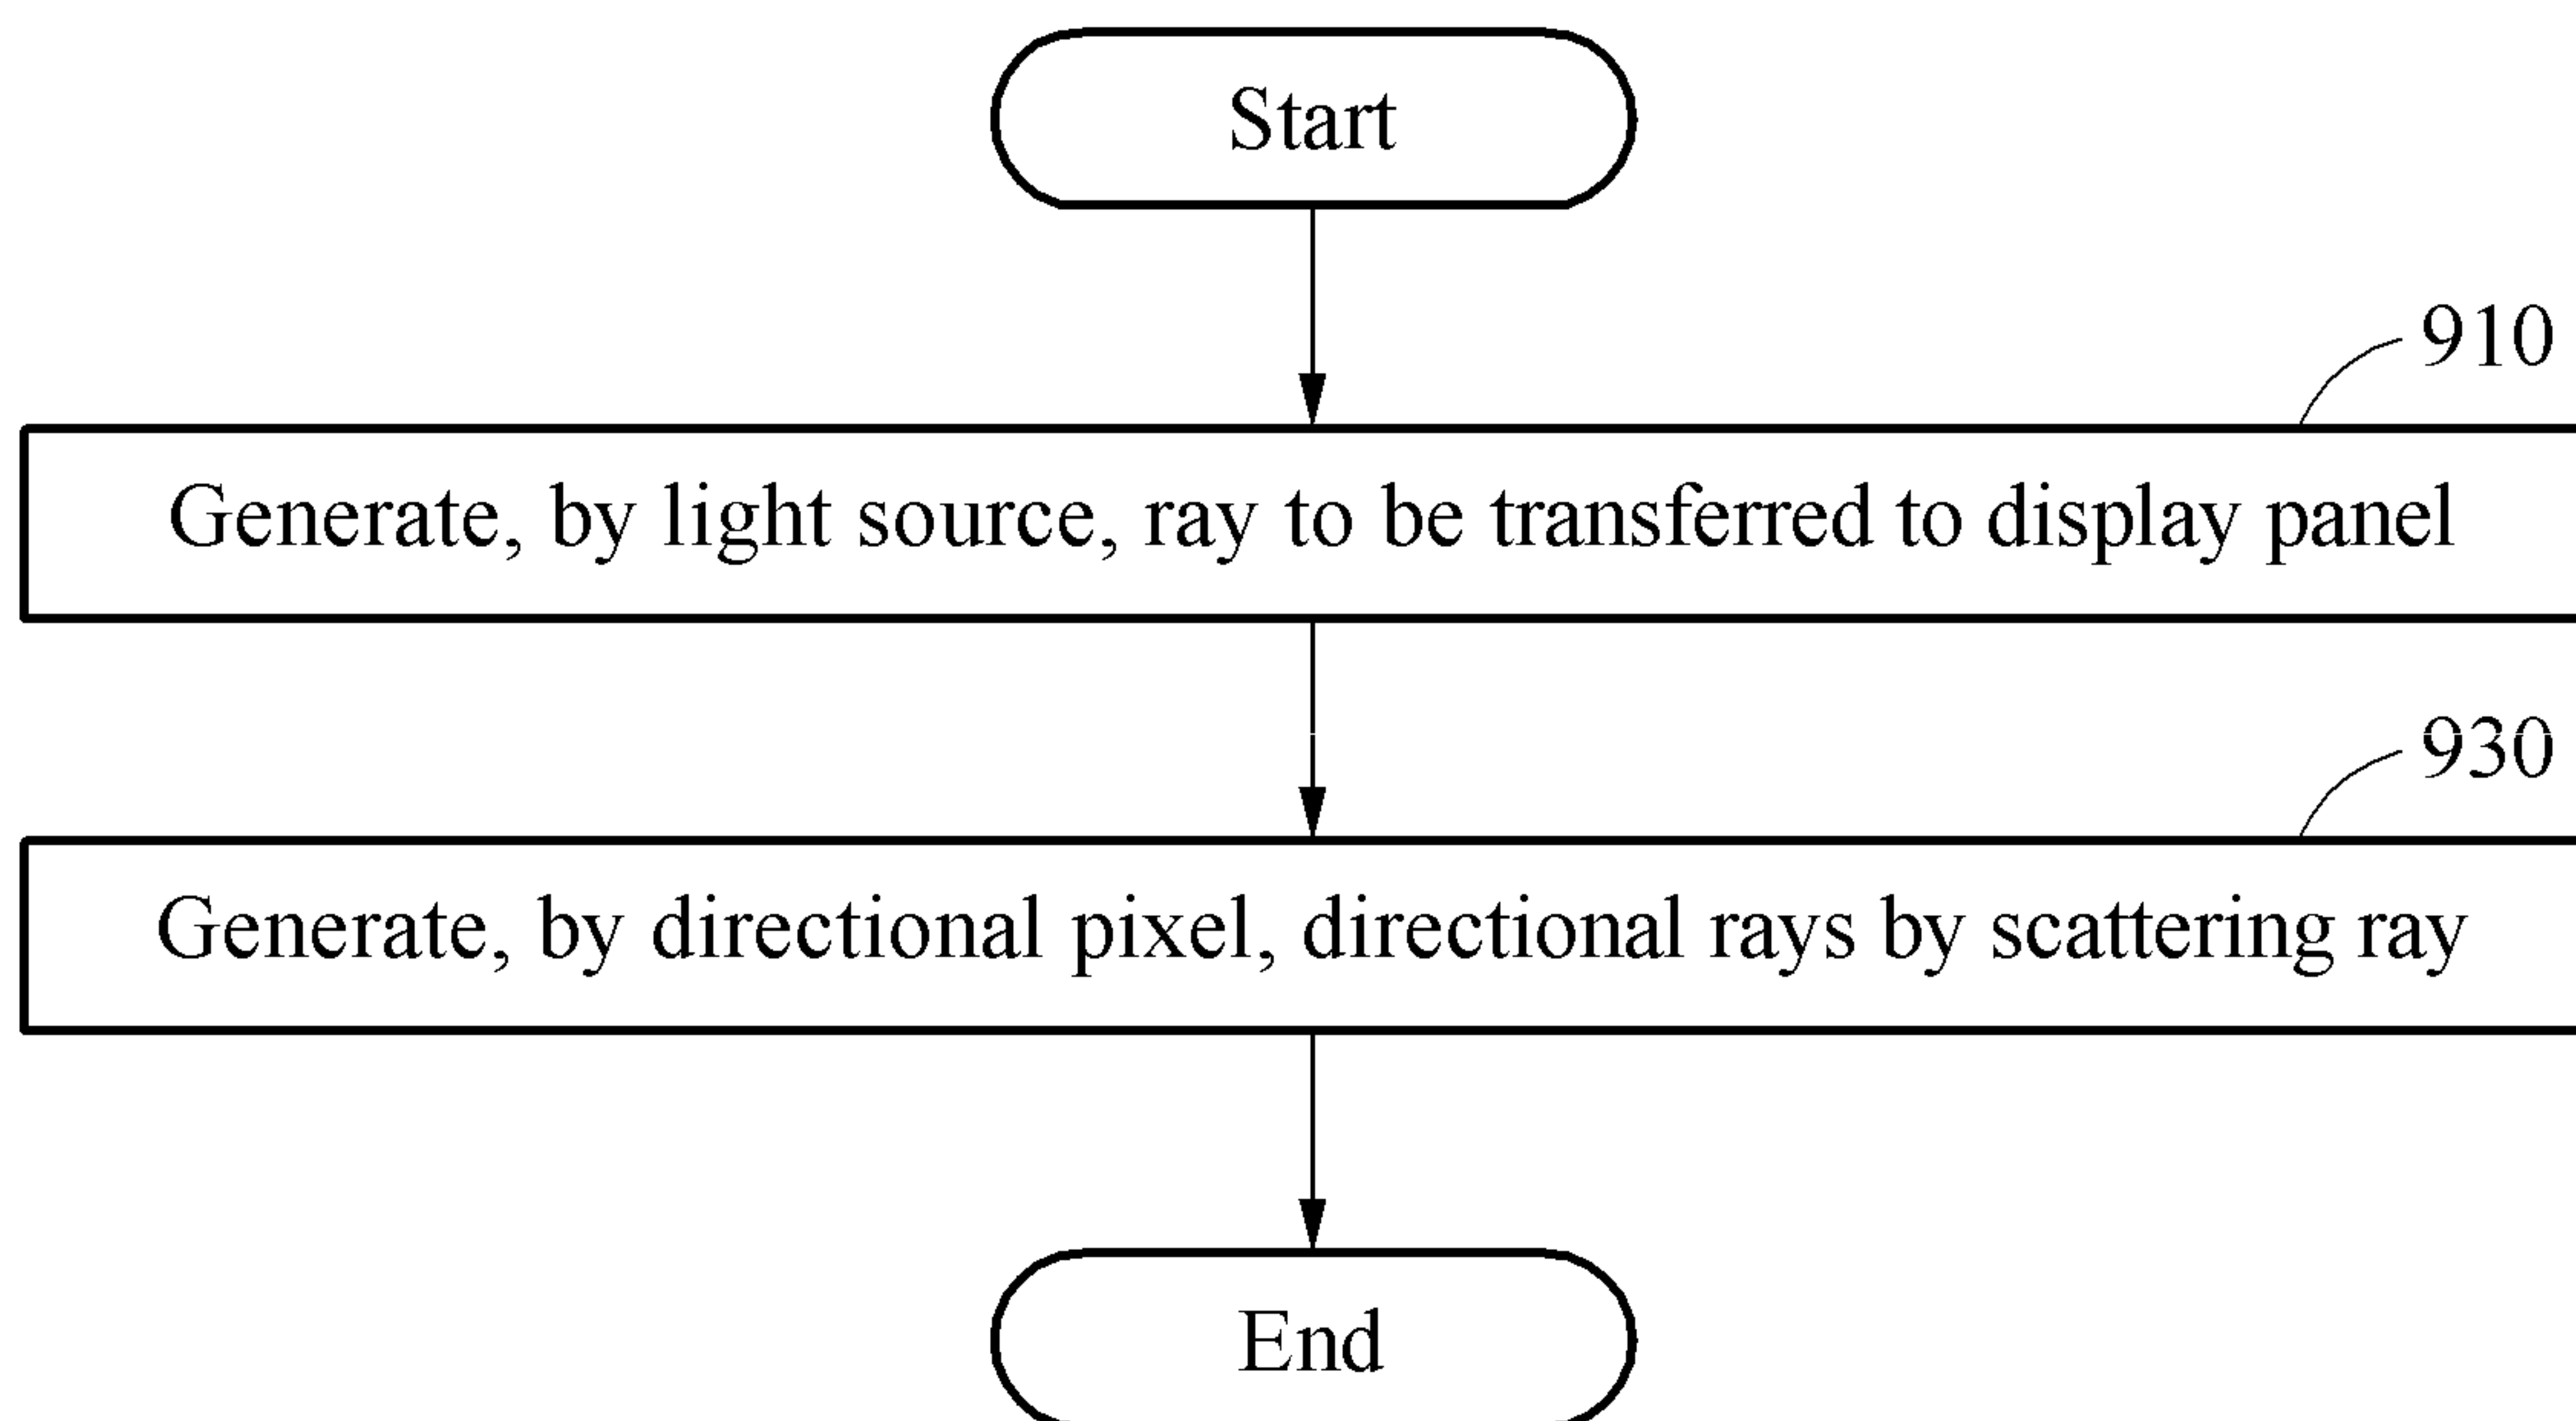 Start
910
Generate, by light source, ray to be transferred to display panel
930
Generate, by directional pixel, directional rays by scattering ray
End